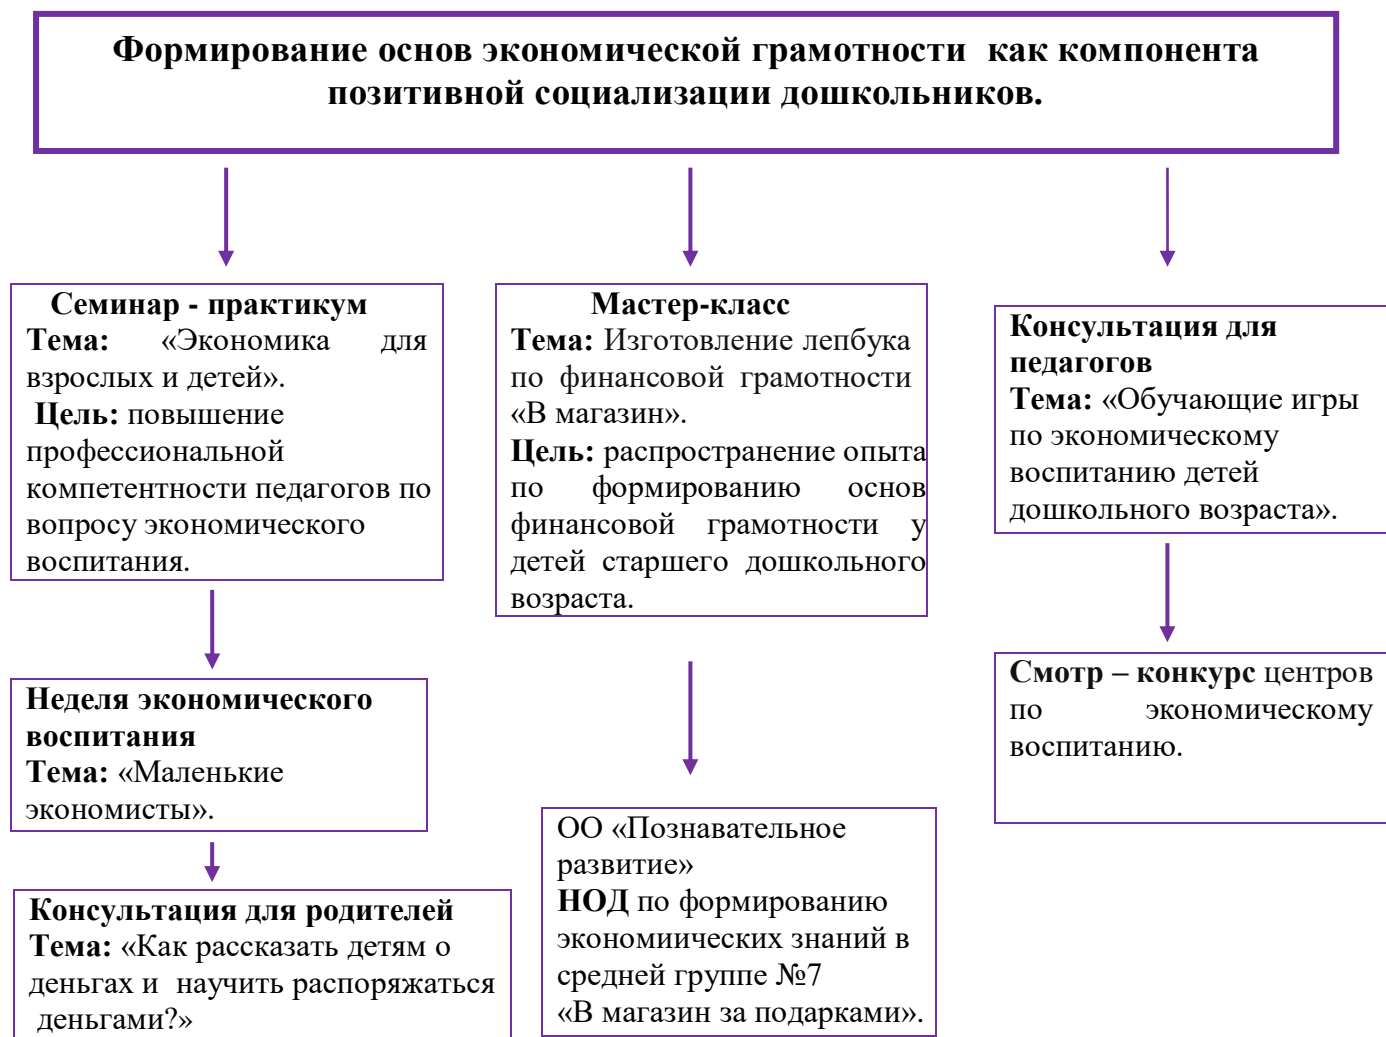 Формирование основ экономической грамотности как компонента
позитивной социализации дошкольников.
Семинар - практикум
Тема: «Экономика для
взрослых и детей».
Цель: повышение
профессиональной
компетентности педагогов по
вопросу экономического
воспитания.
Неделя экономического
воспитания
Тема: «Маленькие
экономисты».
Консультация для родителей
Тема: «Как рассказать детям о
деньгах и научить распоряжаться
деньгами?»
Мастер-класс
Тема: Изготовление лепбука
по финансовой грамотности
«В магазин».
Цель: распространение опыта
по формированию основ
финансовой грамотности у
детей старшего дошкольного
возраста.
ОО «Познавательное
развитие»
НОД по формированию
экономиических знаний в
средней группе №7
«В магазин за подарками».
Консультация для
педагогов
Тема: «Обучающие игры
по экономическому
воспитанию детей
дошкольного возраста».
Смотр – конкурс центров
по экономическому
воспитанию.